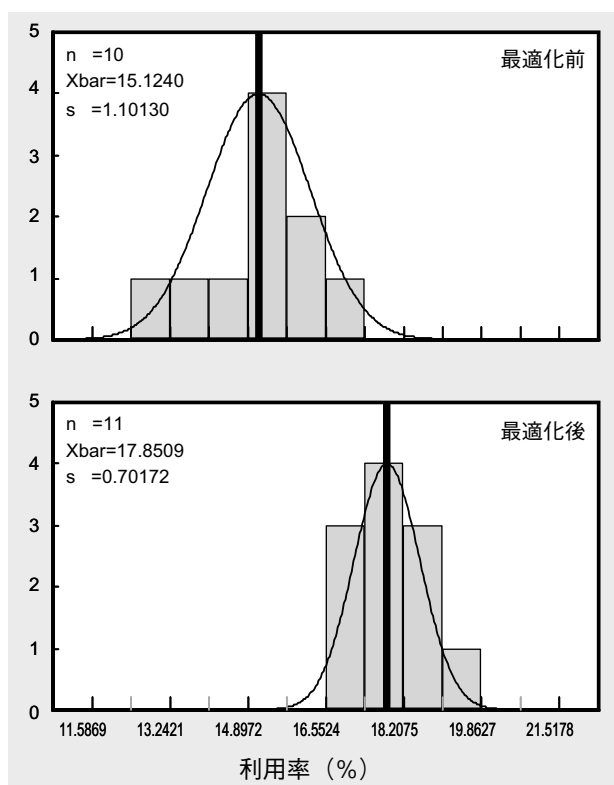 5
4
3
2
1
0
n =10
Xbar=15.1240
s =1.10130
最適化前
5
4
3
2
1
0
n =11
Xbar=17.8509
s =0.70172
最適化後
11.5869 13.2421 14.8972 16.5524 18.2075 19.8627 21.5178
利用率（%）